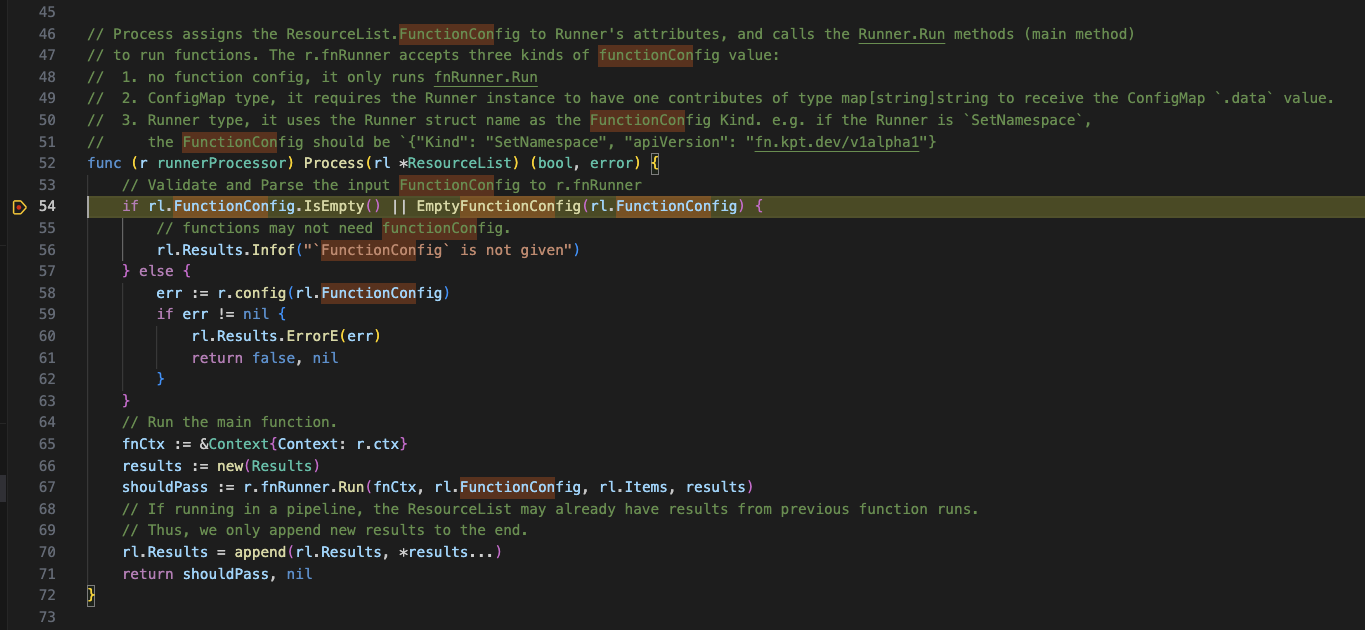 45
46 // Process assigns the ResourceList.FunctionConfig to Runner's attributes, and calls the Runner.Run methods (main method)
47 // to run functions. The r.fnRunner accepts three kinds of functionConfig value:
48 //  1. no function config, it only runs fnRunner.Run
49 //  2. ConfigMap type, it requires the Runner instance to have one contributes of type map[string]string to receive the ConfigMap `.data` value.
50 //  3. Runner type, it uses the Runner struct name as the FunctionConfig Kind. e.g. if the Runner is `SetNamespace`,
51 //     the FunctionConfig should be `{"Kind": "SetNamespace", "apiVersion": "fn.kpt.dev/v1alpha1"}
52 func (r runnerProcessor) Process(rl *ResourceList) (bool, error) {
53     // Validate and Parse the input FunctionConfig to r.fnRunner
54     if rl.FunctionConfig.IsEmpty() || EmptyFunctionConfig(rl.FunctionConfig) {
55         // functions may not need functionConfig.
56         rl.Results.Infof("`FunctionConfig` is not given")
57     } else {
58         err := r.config(rl.FunctionConfig)
59         if err != nil {
60             rl.Results.ErrorE(err)
61             return false, nil
62         }
63     }
64     // Run the main function.
65     fnCtx := &Context{Context: r.ctx}
66     results := new(Results)
67     shouldPass := r.fnRunner.Run(fnCtx, rl.FunctionConfig, rl.Items, results)
68     // If running in a pipeline, the ResourceList may already have results from previous function runs.
69     // Thus, we only append new results to the end.
70     rl.Results = append(rl.Results, *results...)
71     return shouldPass, nil
72 }
73